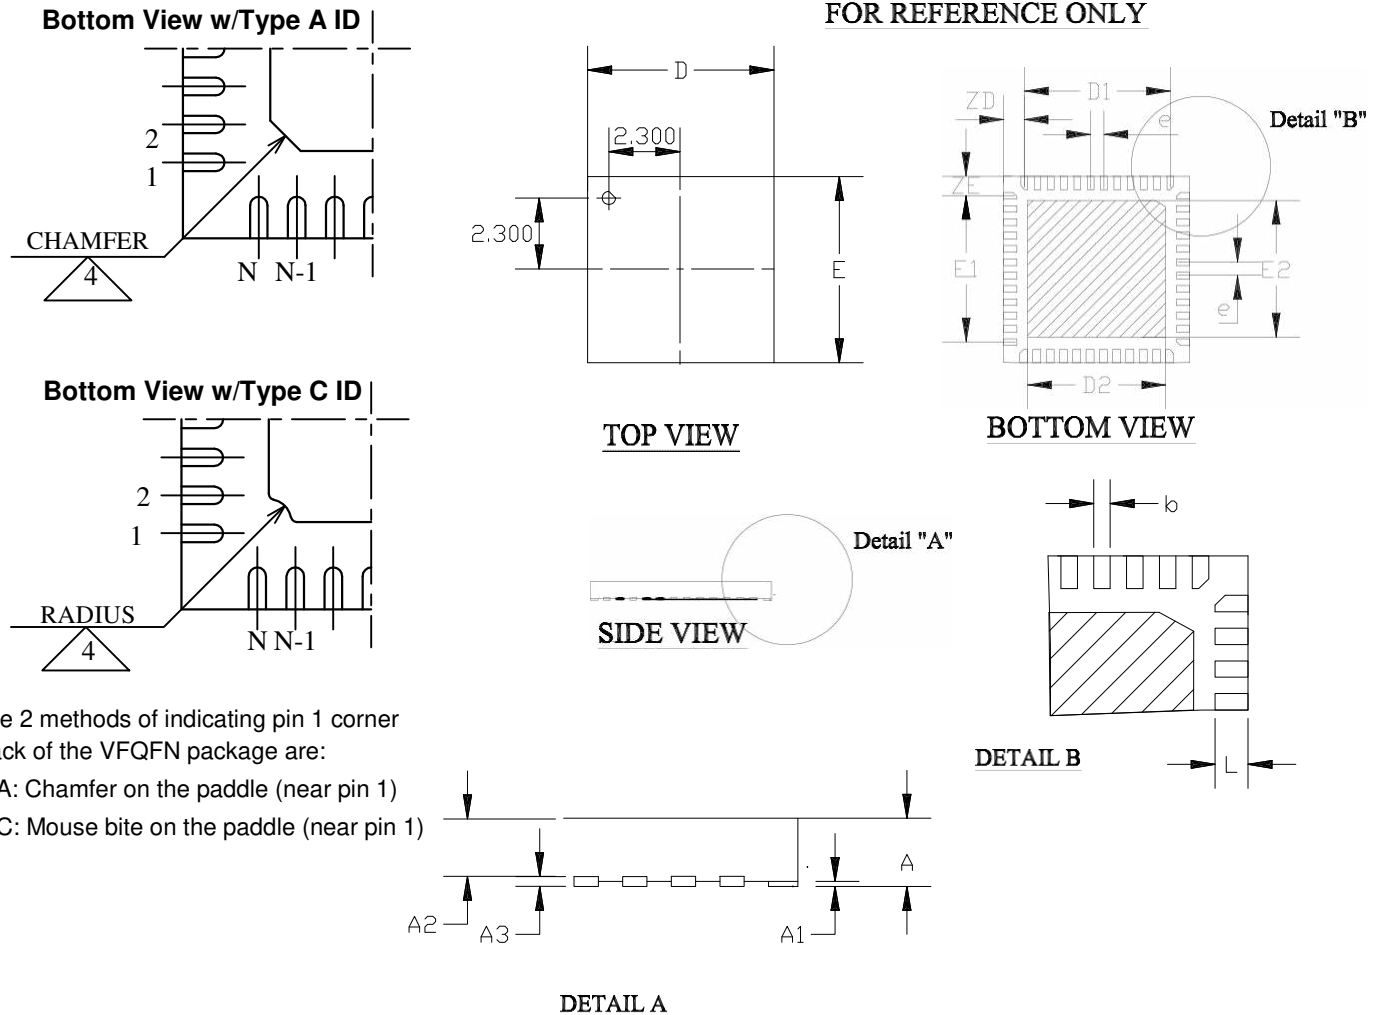 Bottom View w/Type A ID
2
1
CHAMFER
4
N N-1
Bottom View w/Type C ID
2
1
RADIUS
4
N N-1
e 2 methods of indicating pin 1 corner
ack of the VFQFN package are:
A: Chamfer on the paddle (near pin 1)
C: Mouse bite on the paddle (near pin 1)
FOR REFERENCE ONLY
D
2.300
2.300
E
TOP VIEW
ZD
D1
e
Detail "B"
ZE
E1
E2
e
D2
BOTTOM VIEW
Detail "A"
SIDE VIEW
b
L
DETAIL B
A
A2
A3
A1
DETAIL A